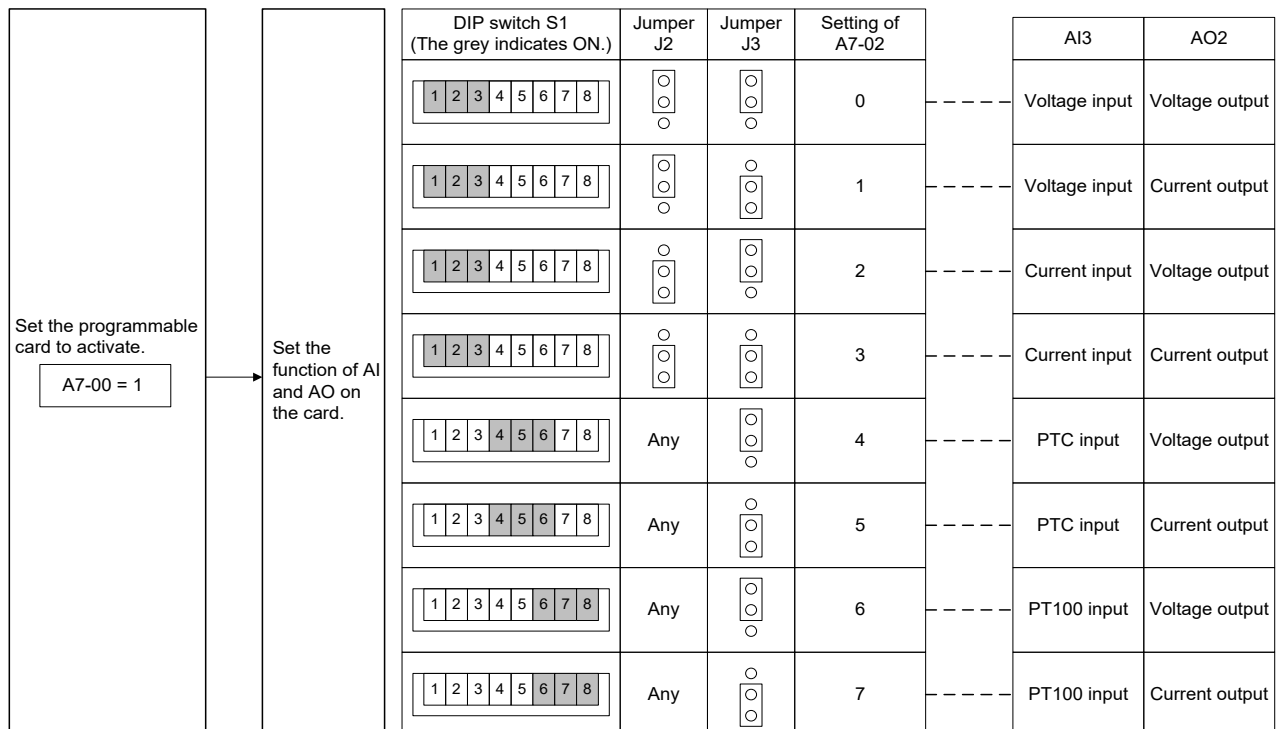 Set the programmable
card to activate.
A7-00 = 1
Set the
function of AI
and AO on
the card.
DIP switch S1
(The grey indicates ON.)
Jumper
J2
Jumper
J3
Setting of
A7-02
AI3
AO2
1 2 3 4 5 6 7 8
0
Voltage input
Voltage output
1 2 3 4 5 6 7 8
1
Voltage input
Current output
1 2 3 4 5 6 7 8
2
Current input
Voltage output
1 2 3 4 5 6 7 8
3
Current input
Current output
1 2 3 4 5 6 7 8
Any
4
PTC input
Voltage output
1 2 3 4 5 6 7 8
Any
5
PTC input
Current output
1 2 3 4 5 6 7 8
Any
6
PT100 input
Voltage output
1 2 3 4 5 6 7 8
Any
7
PT100 input
Current output